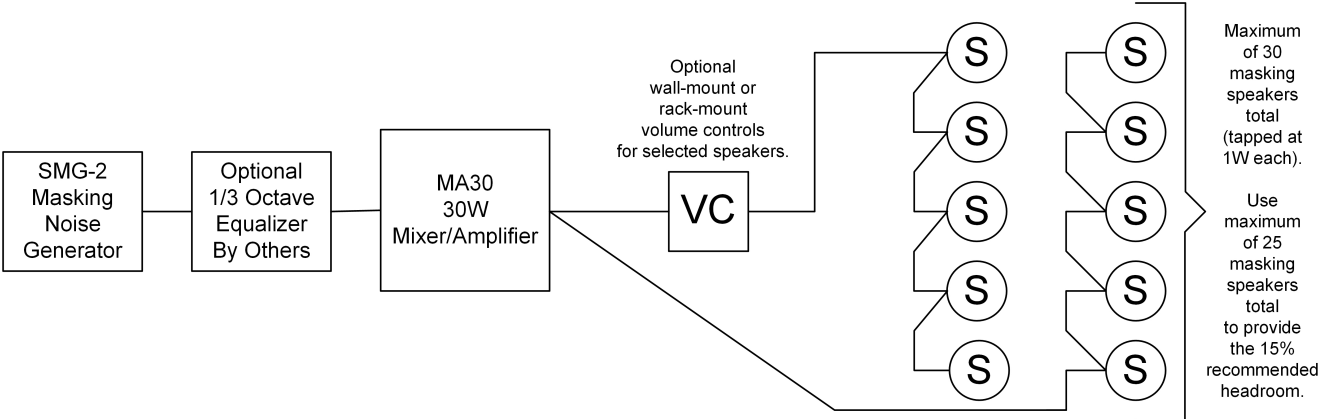 SMG-2
Masking
Noise
Generator
Optional
1/3 Octave
Equalizer
By Others
MA30
30W
Mixer/Amplifier
Optional
wall-mount or
rack-mount
volume controls
for selected speakers.
VC
S
S
S
S
S
S
S
S
S
S
Maximum
of 30
masking
speakers
total
(tapped at
1W each).
Use
maximum
of 25
masking
speakers
total
to provide
the 15%
recommended
headroom.